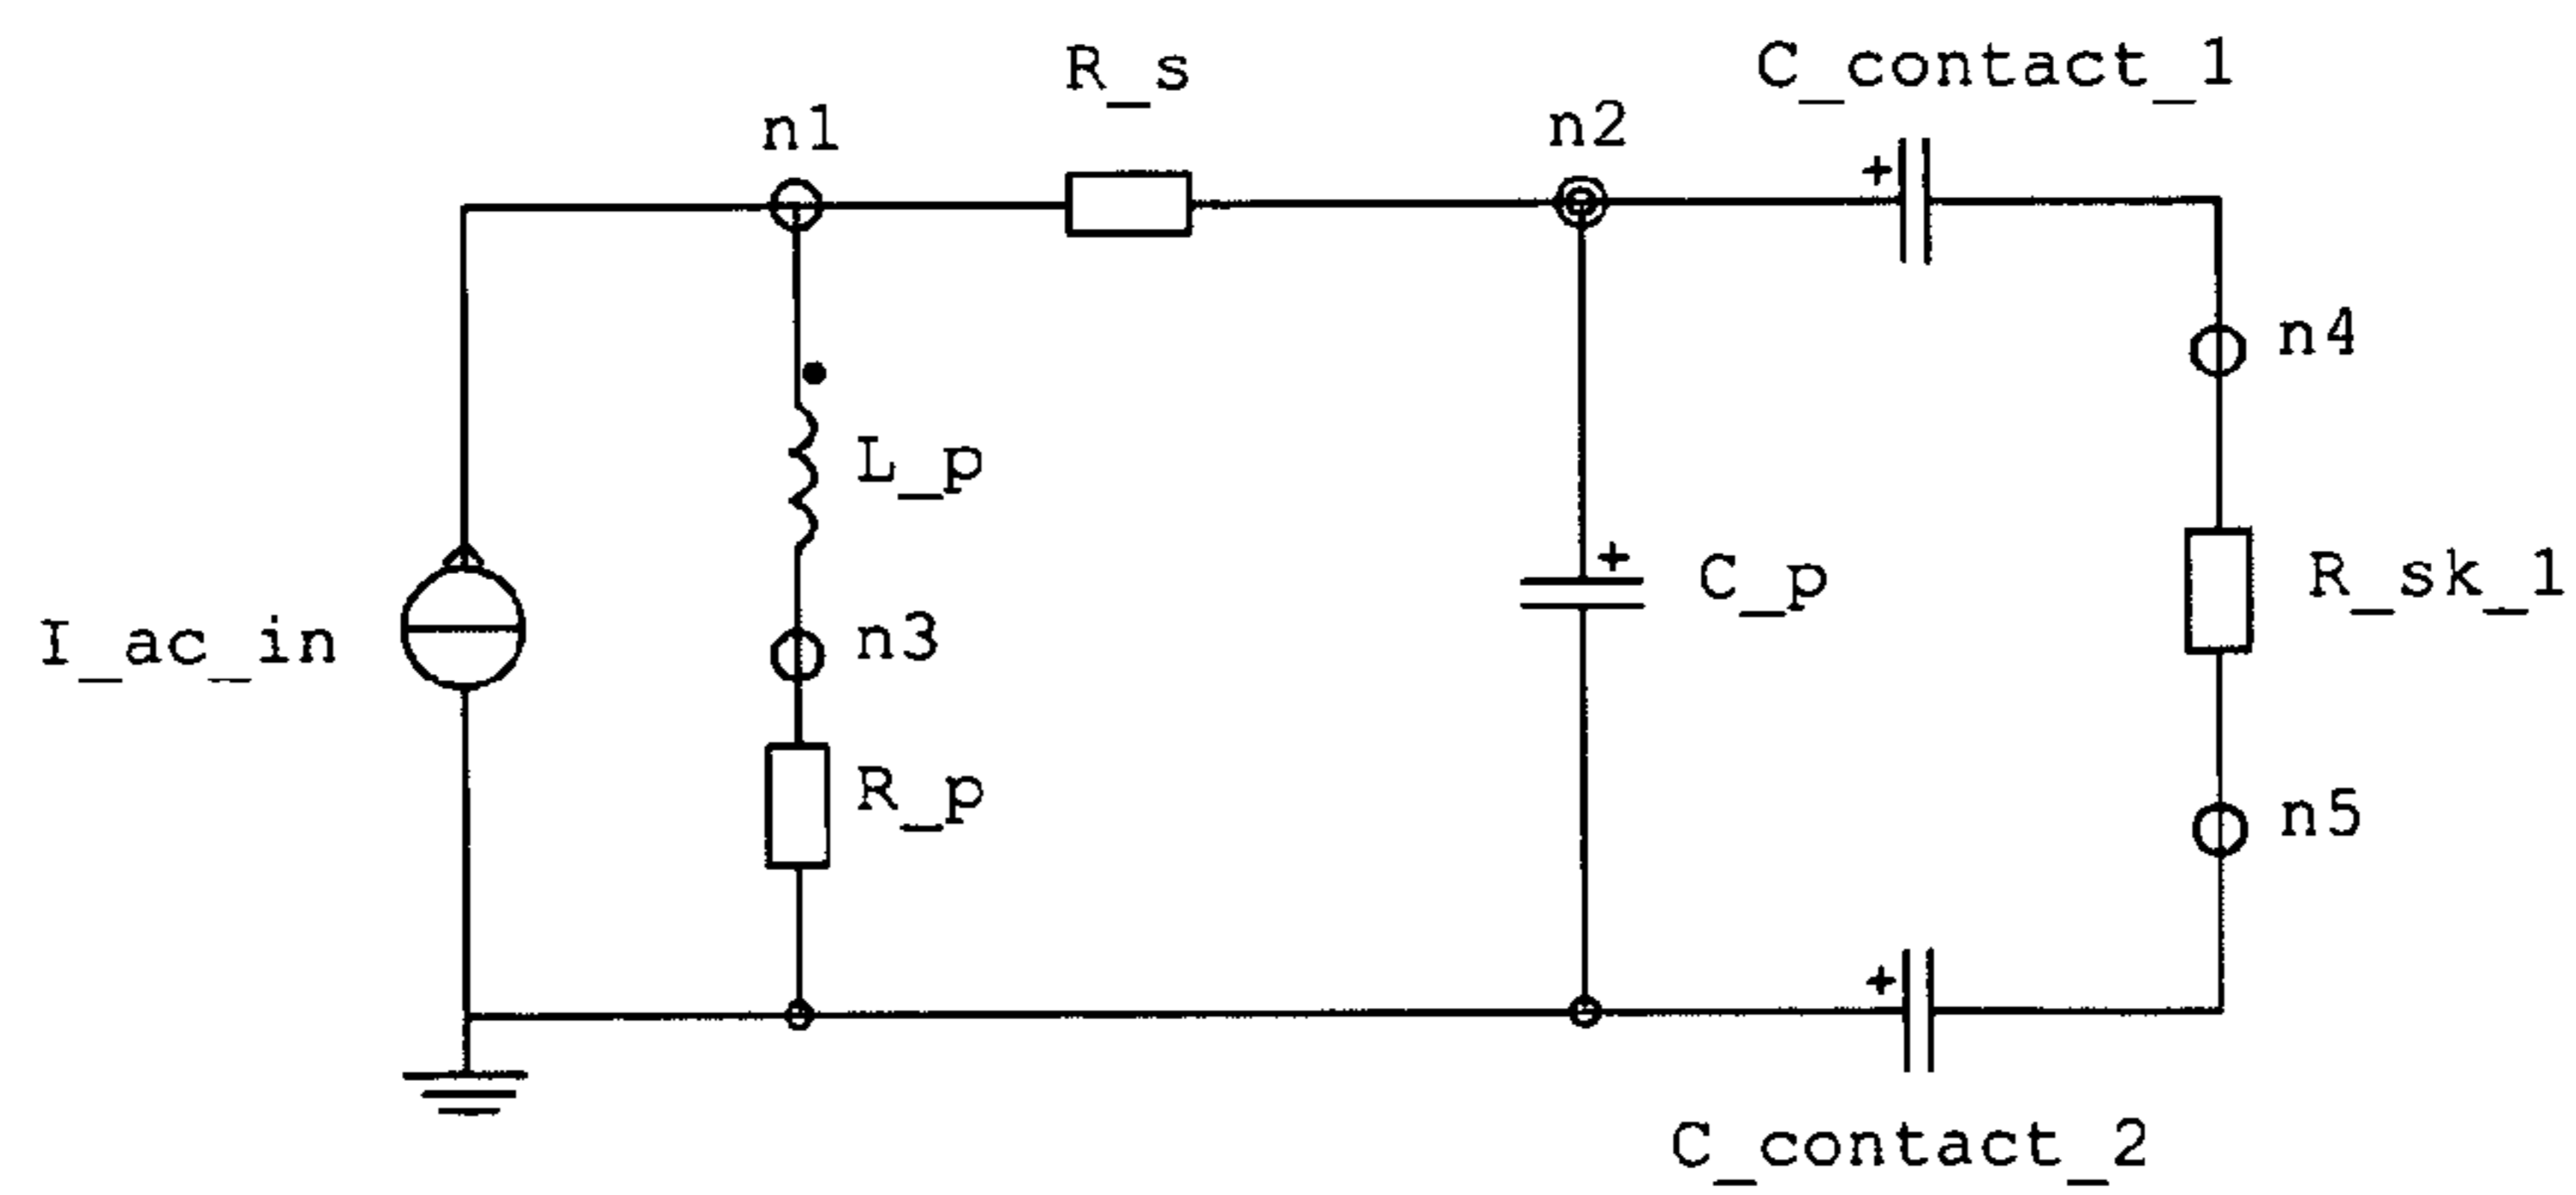 R_s
C_contact_1
n1
n2
+
n4
L_p
+
C_p
R_sk_1
I_ac_in
n3
R_p
n5
+
C_contact_2